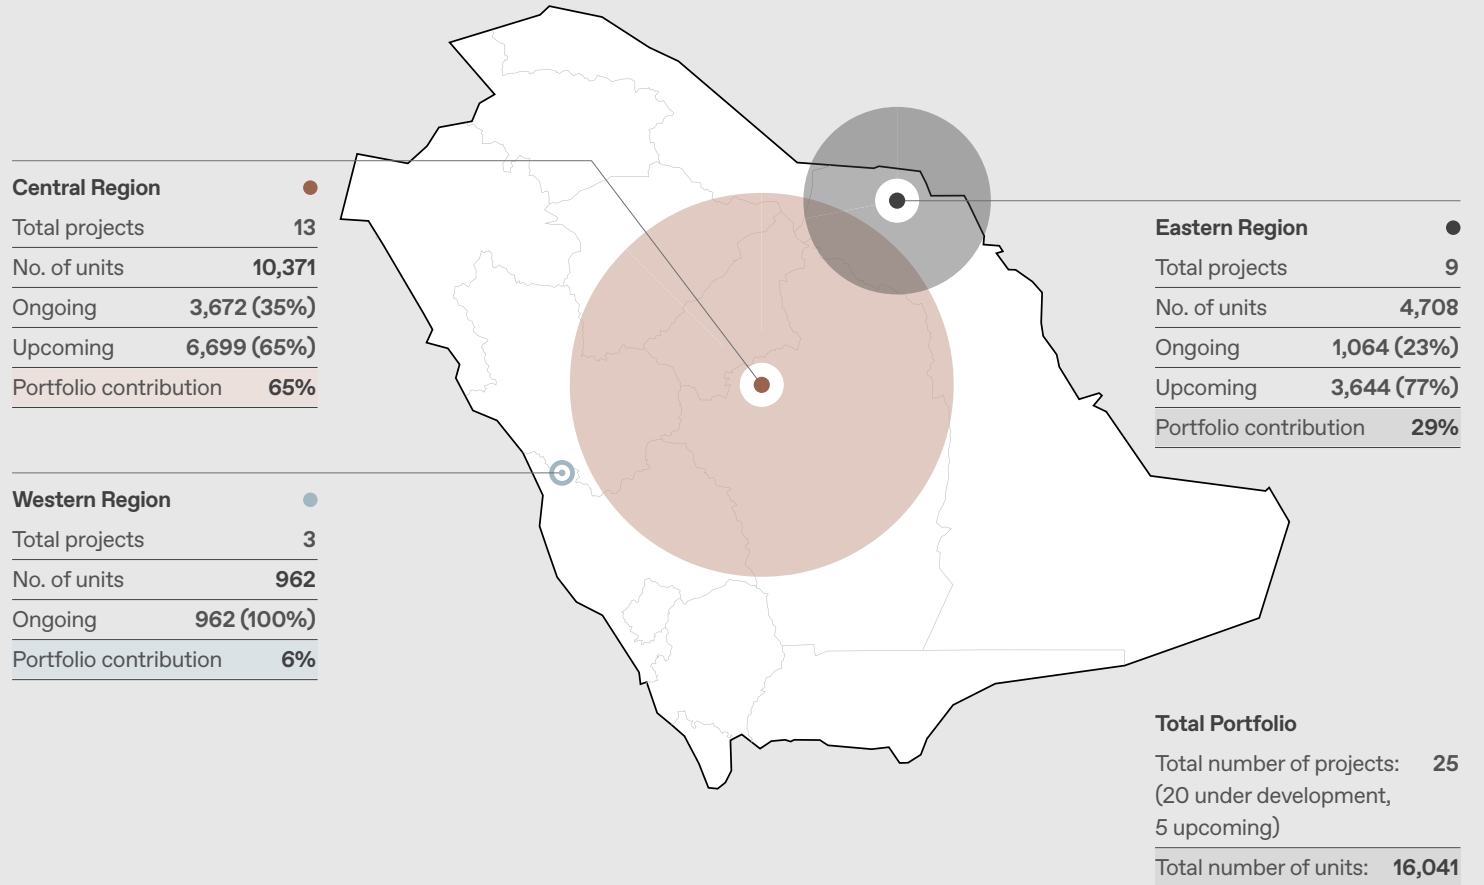 Central Region
Total projects 13
No. of units 10,371
Ongoing 3,672 (35%)
Upcoming 6,699 (65%)
Portfolio contribution 65%
Western Region
Total projects 3
No. of units 962
Ongoing 962 (100%)
Portfolio contribution 6%
Eastern Region
Total projects 9
No. of units 4,708
Ongoing 1,064 (23%)
Upcoming 3,644 (77%)
Portfolio contribution 29%
Total Portfolio
Total number of projects: 25
(20 under development,
5 upcoming)
Total number of units: 16,041